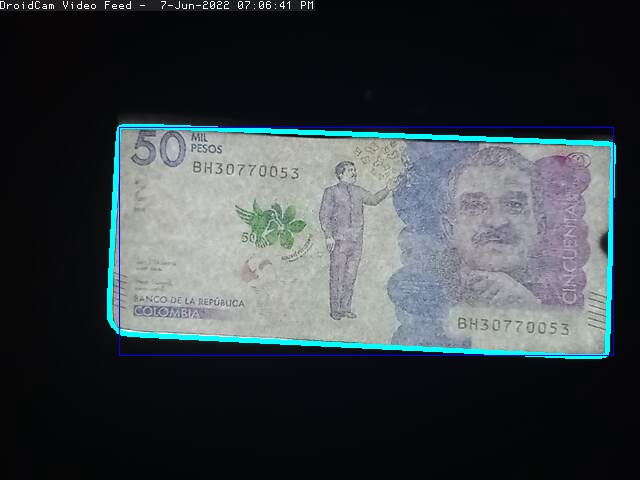 DroidCam Video Feed -  7-Jun-2022 07:06:41 PM
50 MIL
PESOS
BH30770053
50
CINCUENTA
BANCO DE LA REPÚBLICA
COLOMBIA
BH30770053